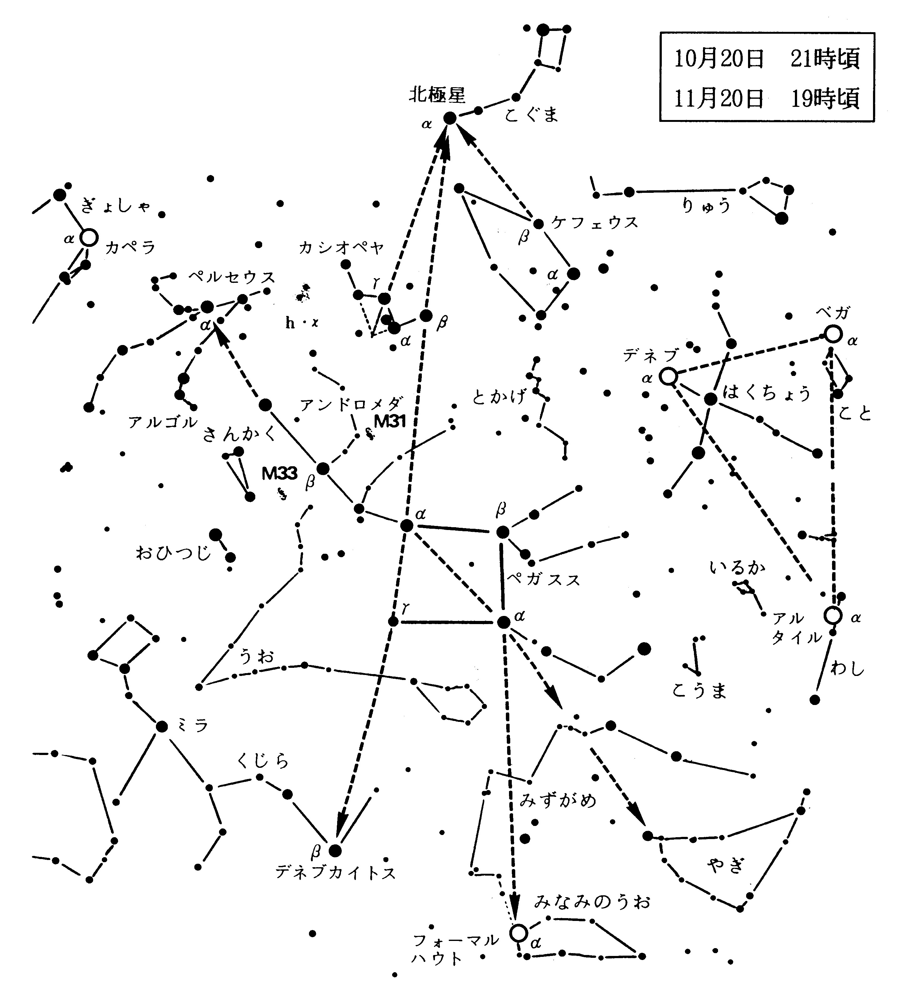 10月20日 21時頃
11月20日 19時頃
北極星
α
こぐま
ぎょしゃ
α
カペラ
りゅう
β
ケフェウス
α
カシオペヤ
γ
β
α
ペルセウス
α
h・χ
ベガ
α
デネブ
α
はくちょう
こと
とかげ
アンドロメダ
M31
アルゴル
さんかく
M33
β
α
β
おひつじ
ペガスス
γ
α
いるか
アル
タイル
α
わし
こうま
うお
ミラ
くじら
β
デネブカイトス
みずがめ
やぎ
みなみのうお
フォーマル
ハウト
α